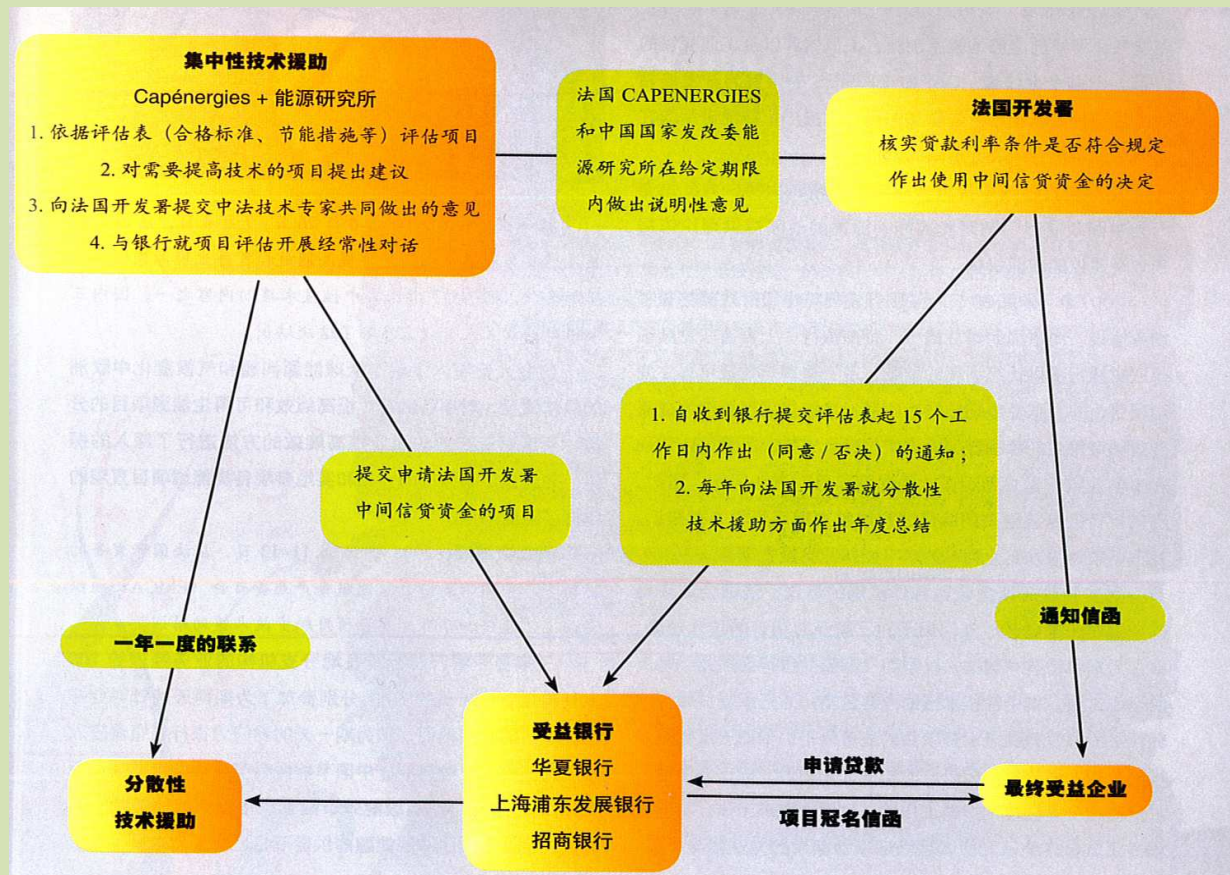 集中性技术援助
Capénergies + 能源研究所
1. 依据评估表（合格标准、节能措施等）评估项目
2. 对需要提高技术的项目提出建议
3. 向法国开发署提交中法技术专家共同做出的意见
4. 与银行就项目评估开展经常性对话
法国 CAPENERGIES
和中国国家发改委能
源研究所在给定期限
内做出说明性意见
法国开发署
核实贷款利率条件是否符合规定
作出使用中间信贷资金的决定
提交申请法国开发署
中间信贷资金的项目
1. 自收到银行提交评估表起 15 个工
作日内作出（同意 / 否决）的通知；
2. 每年向法国开发署就分散性
技术援助方面作出年度总结
一年一度的联系
通知信函
分散性
技术援助
受益银行
华夏银行
上海浦东发展银行
招商银行
申请贷款
项目冠名信函
最终受益企业